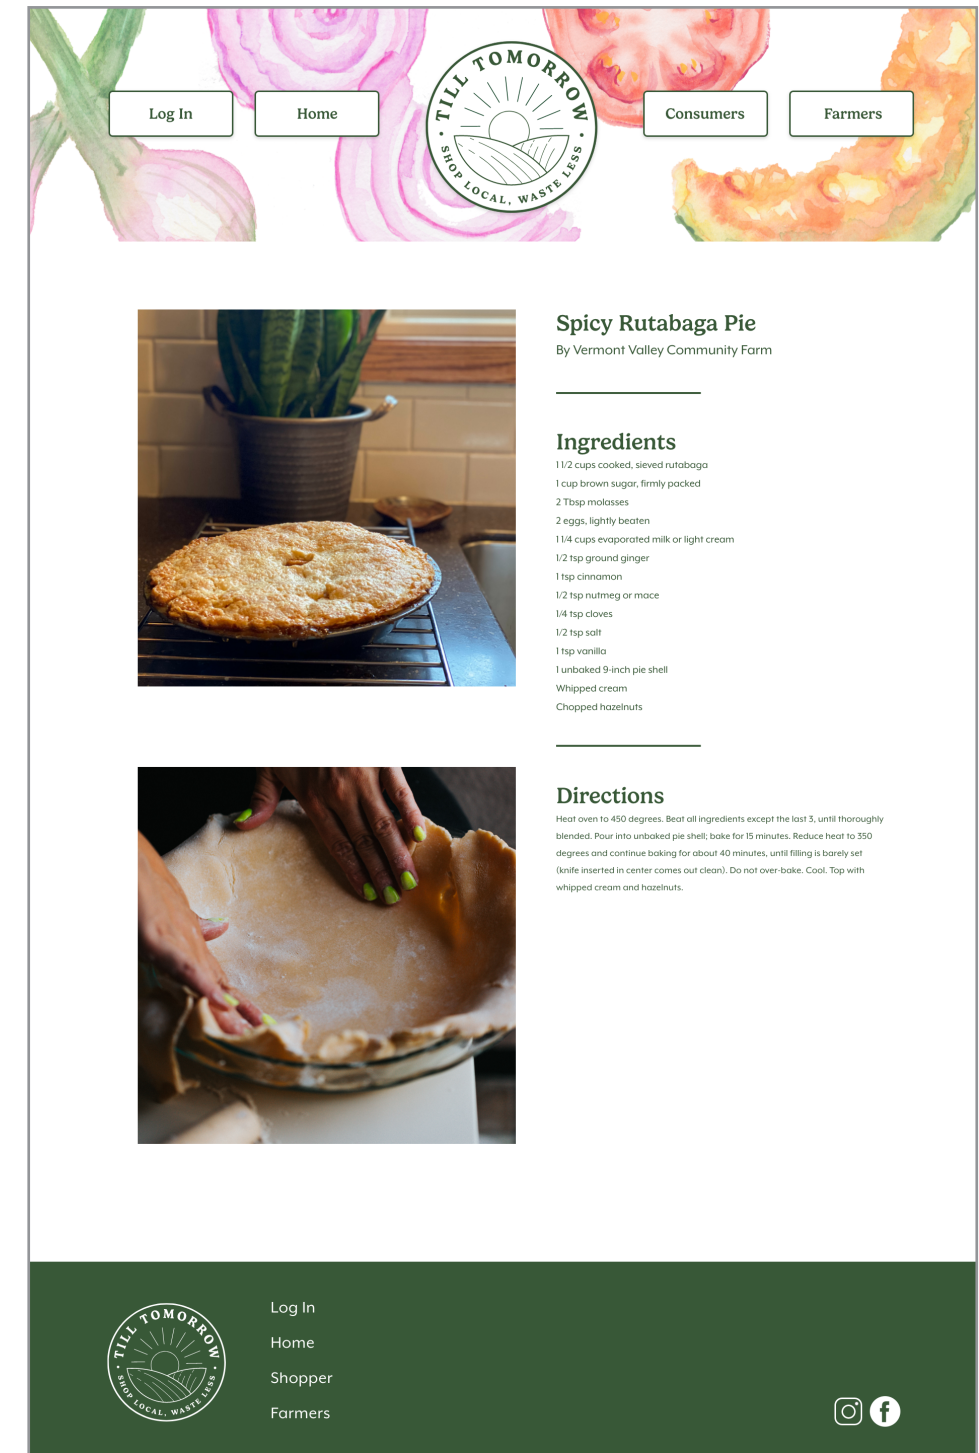 Log In
Home
TILL TOMORROW
· SHOP LOCAL, WASTE LESS ·
Consumers
Farmers
Spicy Rutabaga Pie
By Vermont Valley Community Farm
Ingredients
1 1/2 cups cooked, sieved rutabaga
1 cup brown sugar, firmly packed
2 Tbsp molasses
2 eggs, lightly beaten
1 1/4 cups evaporated milk or light cream
1/2 tsp ground ginger
1 tsp cinnamon
1/2 tsp nutmeg or mace
1/4 tsp cloves
1/2 tsp salt
1 tsp vanilla
1 unbaked 9-inch pie shell
Whipped cream
Chopped hazelnuts
Directions
Heat oven to 450 degrees. Beat all ingredients except the last 3, until thoroughly
blended. Pour into unbaked pie shell; bake for 15 minutes. Reduce heat to 350
degrees and continue baking for about 40 minutes, until filling is barely set
(knife inserted in center comes out clean). Do not over-bake. Cool. Top with
whipped cream and hazelnuts.
TILL TOMORROW
· SHOP LOCAL, WASTE LESS ·
Log In
Home
Shopper
Farmers